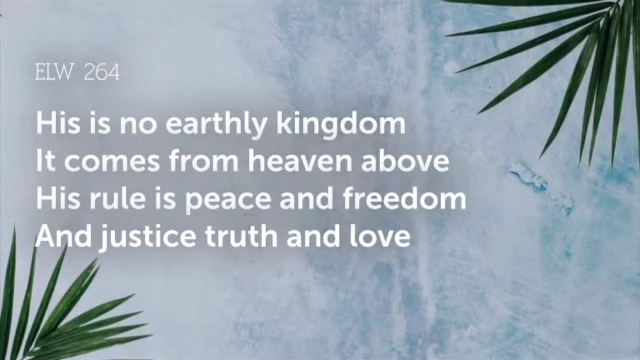 ELW 264
His is no earthly kingdom
It comes from heaven above
His rule is peace and freedom
And justice truth and love